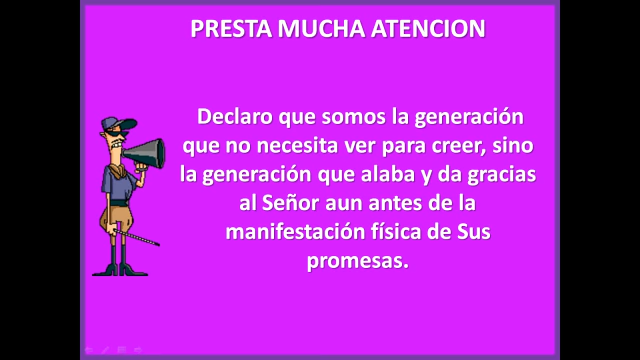 PRESTA MUCHA ATENCION
Declaro que somos la generación
que no necesita ver para creer, sino
la generación que alaba y da gracias
al Señor aun antes de la
manifestación física de Sus
promesas.